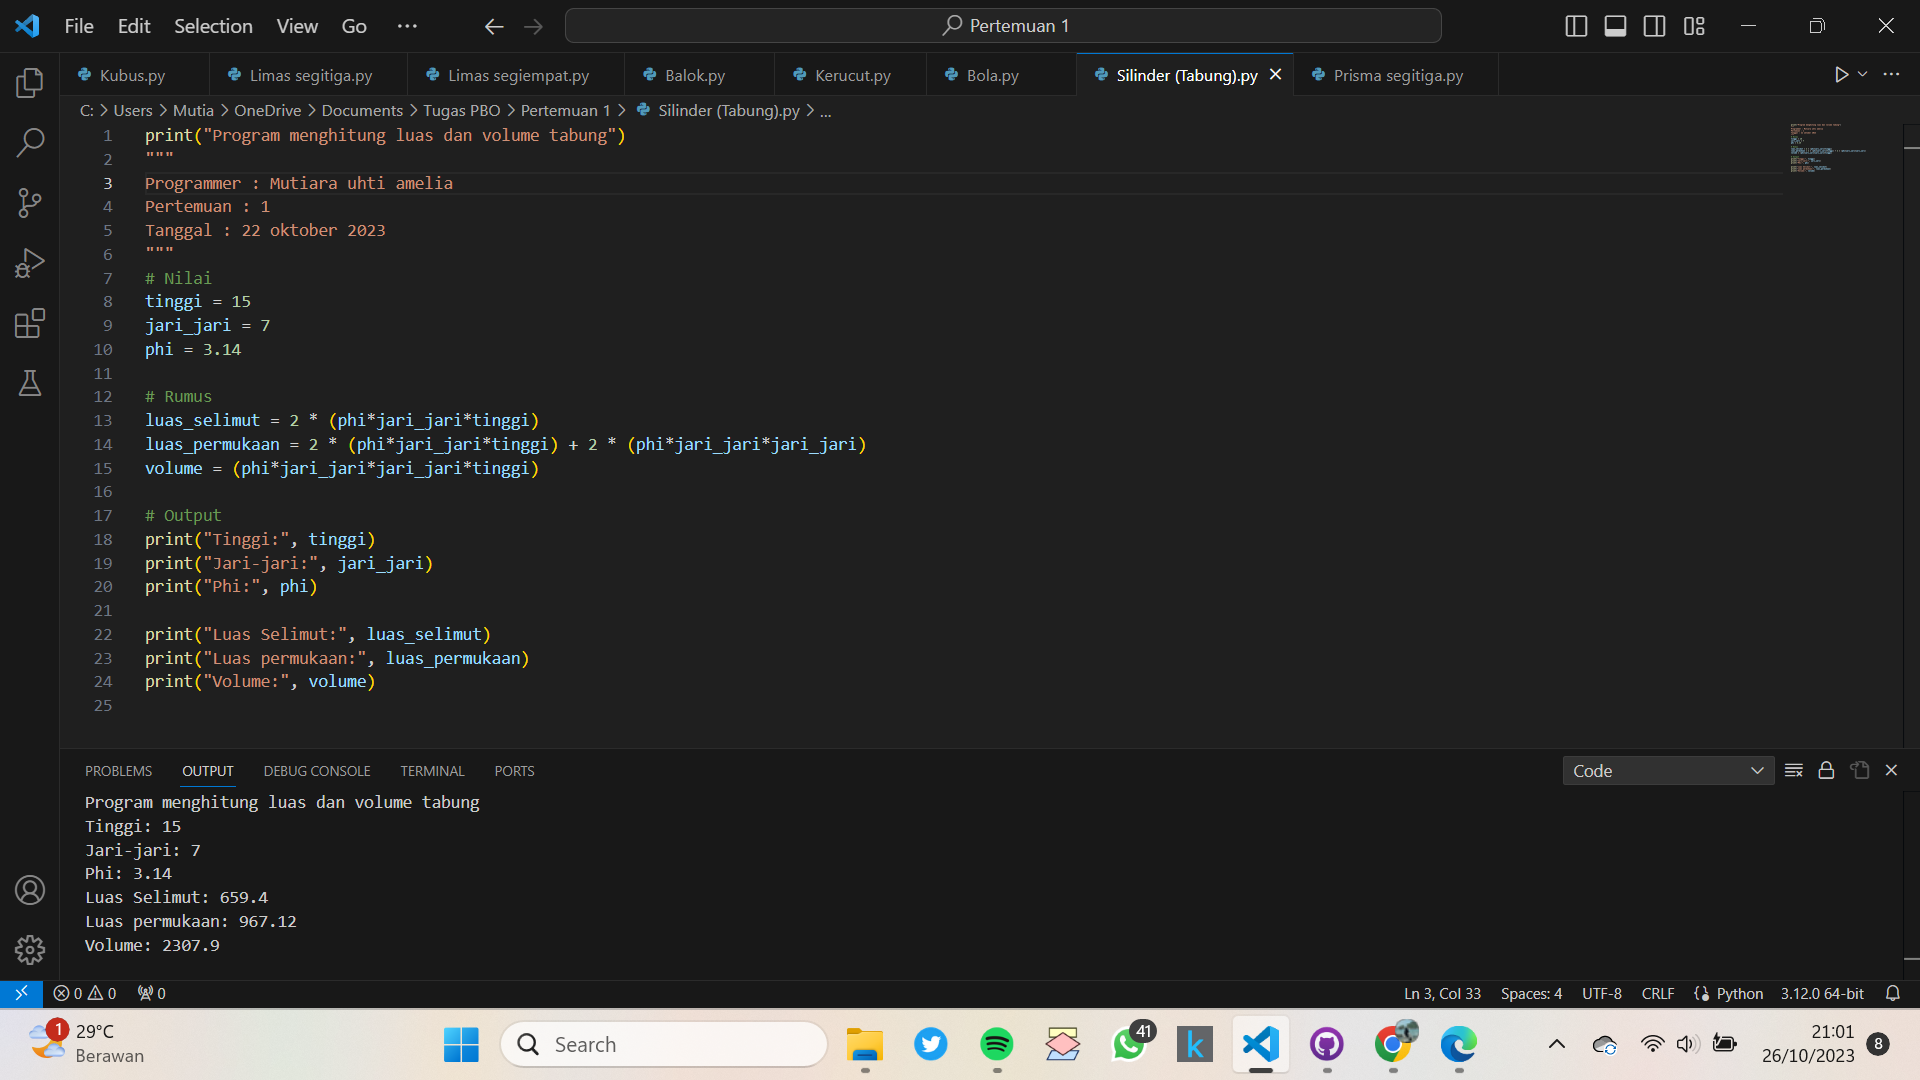 File Edit Selection View Go ··· Pertemuan 1
Kubus.py Limas segitiga.py Limas segiempat.py Balok.py Kerucut.py Bola.py Silinder (Tabung).py Prisma segitiga.py
C: > Users > Mutia > OneDrive > Documents > Tugas PBO > Pertemuan 1 > Silinder (Tabung).py > ...
1 print("Program menghitung luas dan volume tabung")
2 """
3 Programmer : Mutiara uhti amelia
4 Pertemuan : 1
5 Tanggal : 22 oktober 2023
6 """
7 # Nilai
8 tinggi = 15
9 jari_jari = 7
10 phi = 3.14
11
12 # Rumus
13 luas_selimut = 2 * (phi*jari_jari*tinggi)
14 luas_permukaan = 2 * (phi*jari_jari*tinggi) + 2 * (phi*jari_jari*jari_jari)
15 volume = (phi*jari_jari*jari_jari*tinggi)
16
17 # Output
18 print("Tinggi:", tinggi)
19 print("Jari-jari:", jari_jari)
20 print("Phi:", phi)
21
22 print("Luas Selimut:", luas_selimut)
23 print("Luas permukaan:", luas_permukaan)
24 print("Volume:", volume)
25
PROBLEMS OUTPUT DEBUG CONSOLE TERMINAL PORTS Code
Program menghitung luas dan volume tabung
Tinggi: 15
Jari-jari: 7
Phi: 3.14
Luas Selimut: 659.4
Luas permukaan: 967.12
Volume: 2307.9
0 0 0 Ln 3, Col 33 Spaces: 4 UTF-8 CRLF Python 3.12.0 64-bit
1 29°C Search 41 k 21:01
Berawan 26/10/2023 8